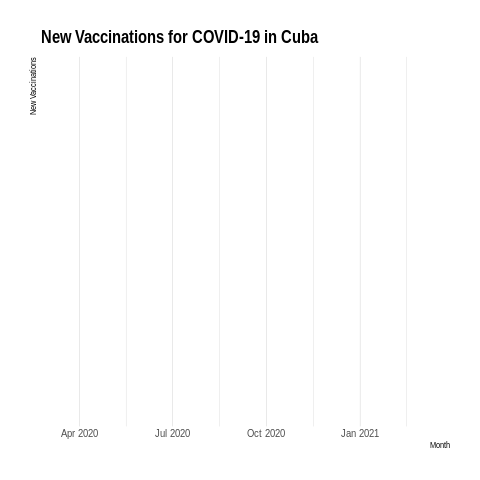 New Vaccinations for COVID-19 in Cuba
New Vaccinations
Apr 2020
Jul 2020
Oct 2020
Jan 2021
Month